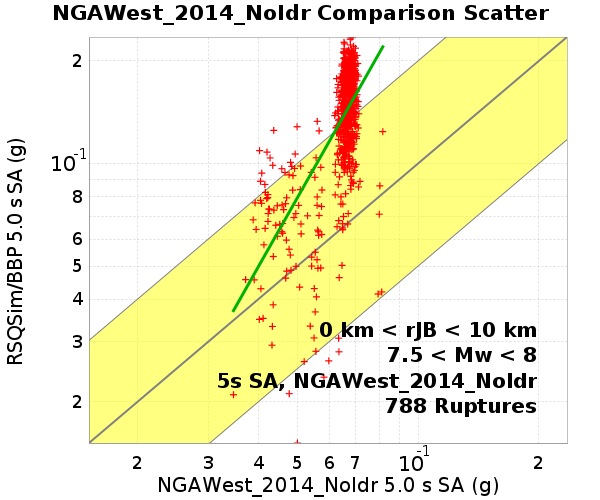 NGAWest_2014_NoIdr Comparison Scatter
RSQSim/BBP 5.0 s SA (g)
2
10-1
8
6
5
4
3
2
0 km < rJB < 10 km
7.5 < Mw < 8
5s SA, NGAWest_2014_NoIdr
788 Ruptures
2 3 4 5 6 7 10-1 2
NGAWest_2014_NoIdr 5.0 s SA (g)